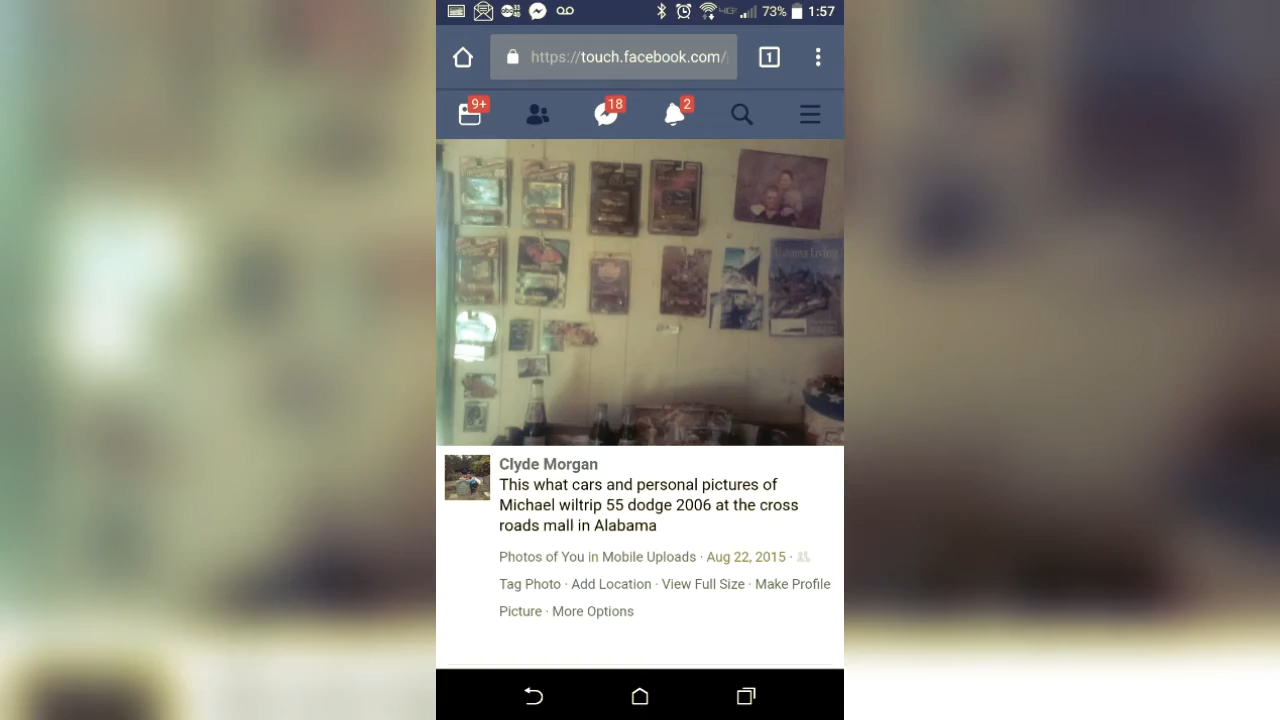 73% 1:57
https://touch.facebook.com/
1
9+ 18 2
Alabama Living
Clyde Morgan
This what cars and personal pictures of
Michael wiltrip 55 dodge 2006 at the cross
roads mall in Alabama
Photos of You in Mobile Uploads · Aug 22, 2015 ·
Tag Photo · Add Location · View Full Size · Make Profile
Picture · More Options